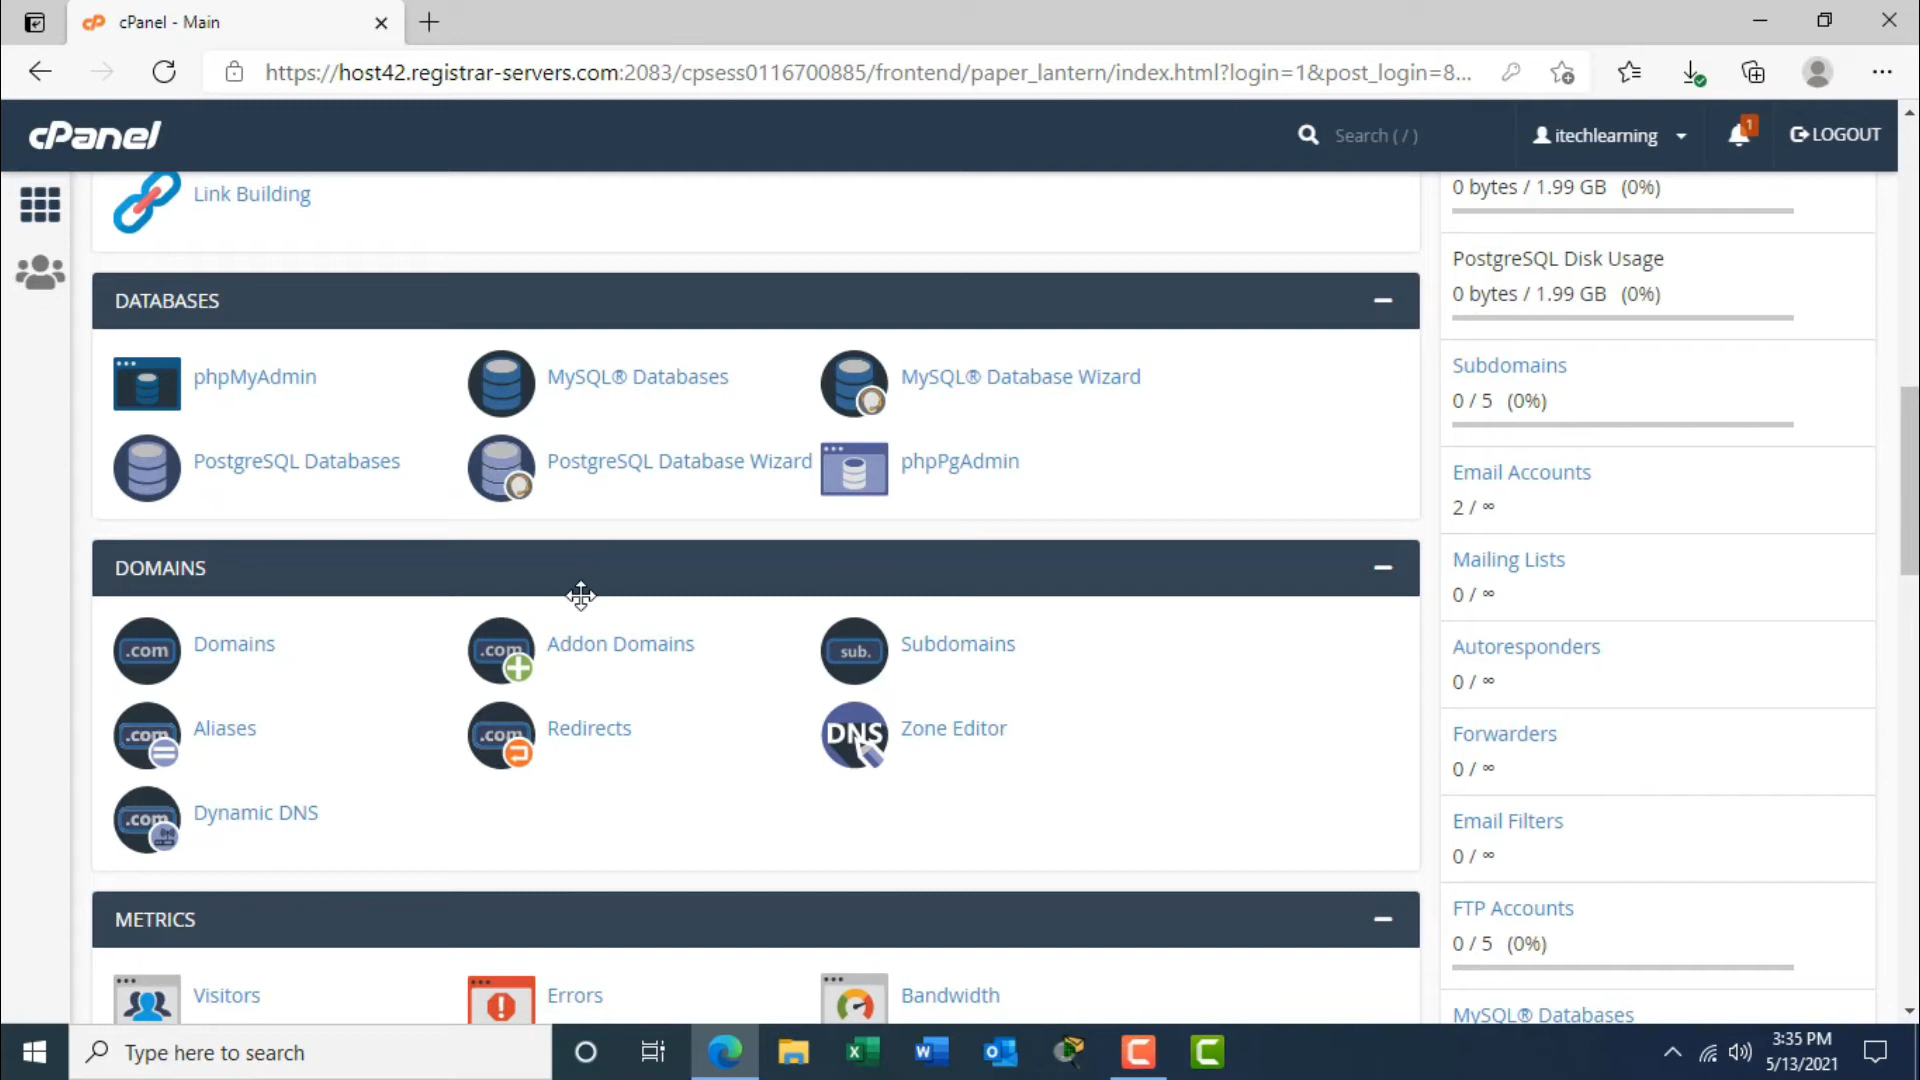 cPanel - Main
https://host42.registrar-servers.com:2083/cpsess0116700885/frontend/paper_lantern/index.html?login=1&post_login=8...
cPanel
Search ( / )
itechlearning
1
LOGOUT
Link Building
DATABASES
phpMyAdmin
MySQL® Databases
MySQL® Database Wizard
PostgreSQL Databases
PostgreSQL Database Wizard
phpPgAdmin
DOMAINS
.com
Domains
.com
Addon Domains
sub.
Subdomains
.com
Aliases
.com
Redirects
DNS
Zone Editor
.com
Dynamic DNS
METRICS
Visitors
Errors
Bandwidth
0 bytes / 1.99 GB (0%)
PostgreSQL Disk Usage
0 bytes / 1.99 GB (0%)
Subdomains
0 / 5 (0%)
Email Accounts
2 / ∞
Mailing Lists
0 / ∞
Autoresponders
0 / ∞
Forwarders
0 / ∞
Email Filters
0 / ∞
FTP Accounts
0 / 5 (0%)
MySQL® Databases
Type here to search
3:35 PM
5/13/2021